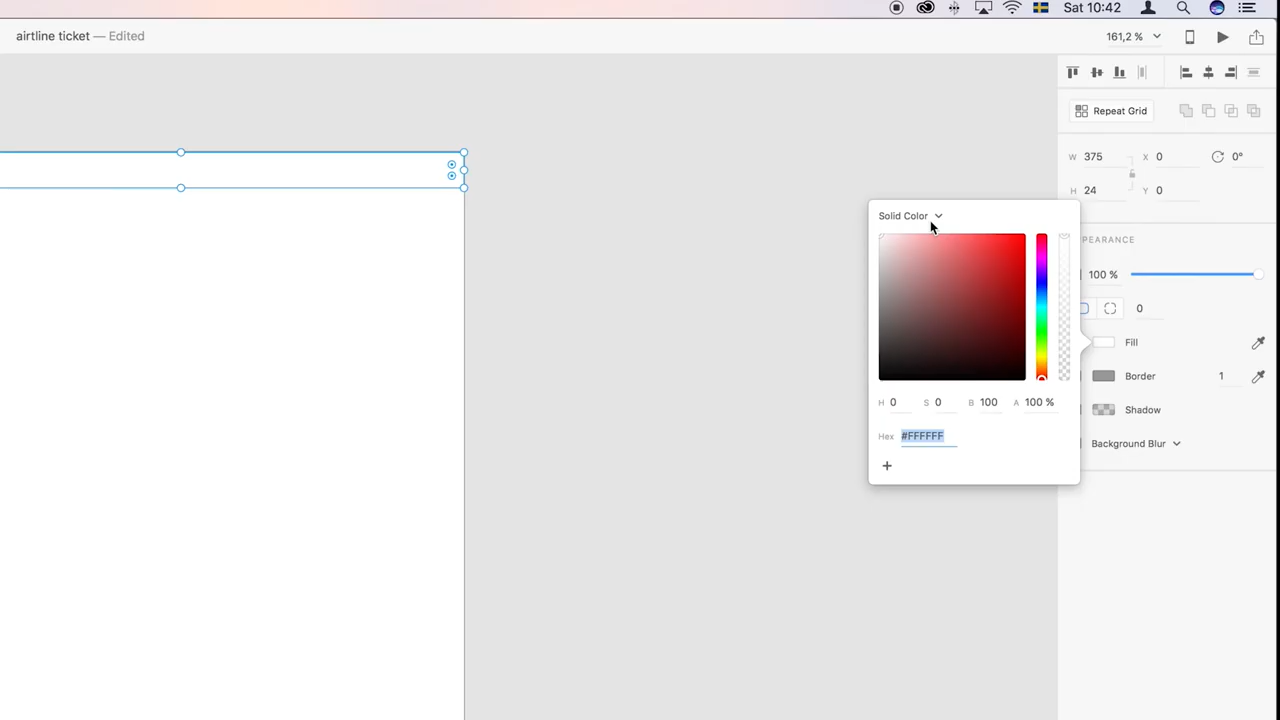 Sat 10:42
airtline ticket — Edited
161,2 %
Repeat Grid
W 375 X 0 0°
H 24 Y 0
Solid Color
PEARANCE
100 %
0
Fill
Border 1
Shadow
Background Blur
H 0 S 0 B 100 A 100 %
Hex #FFFFFF